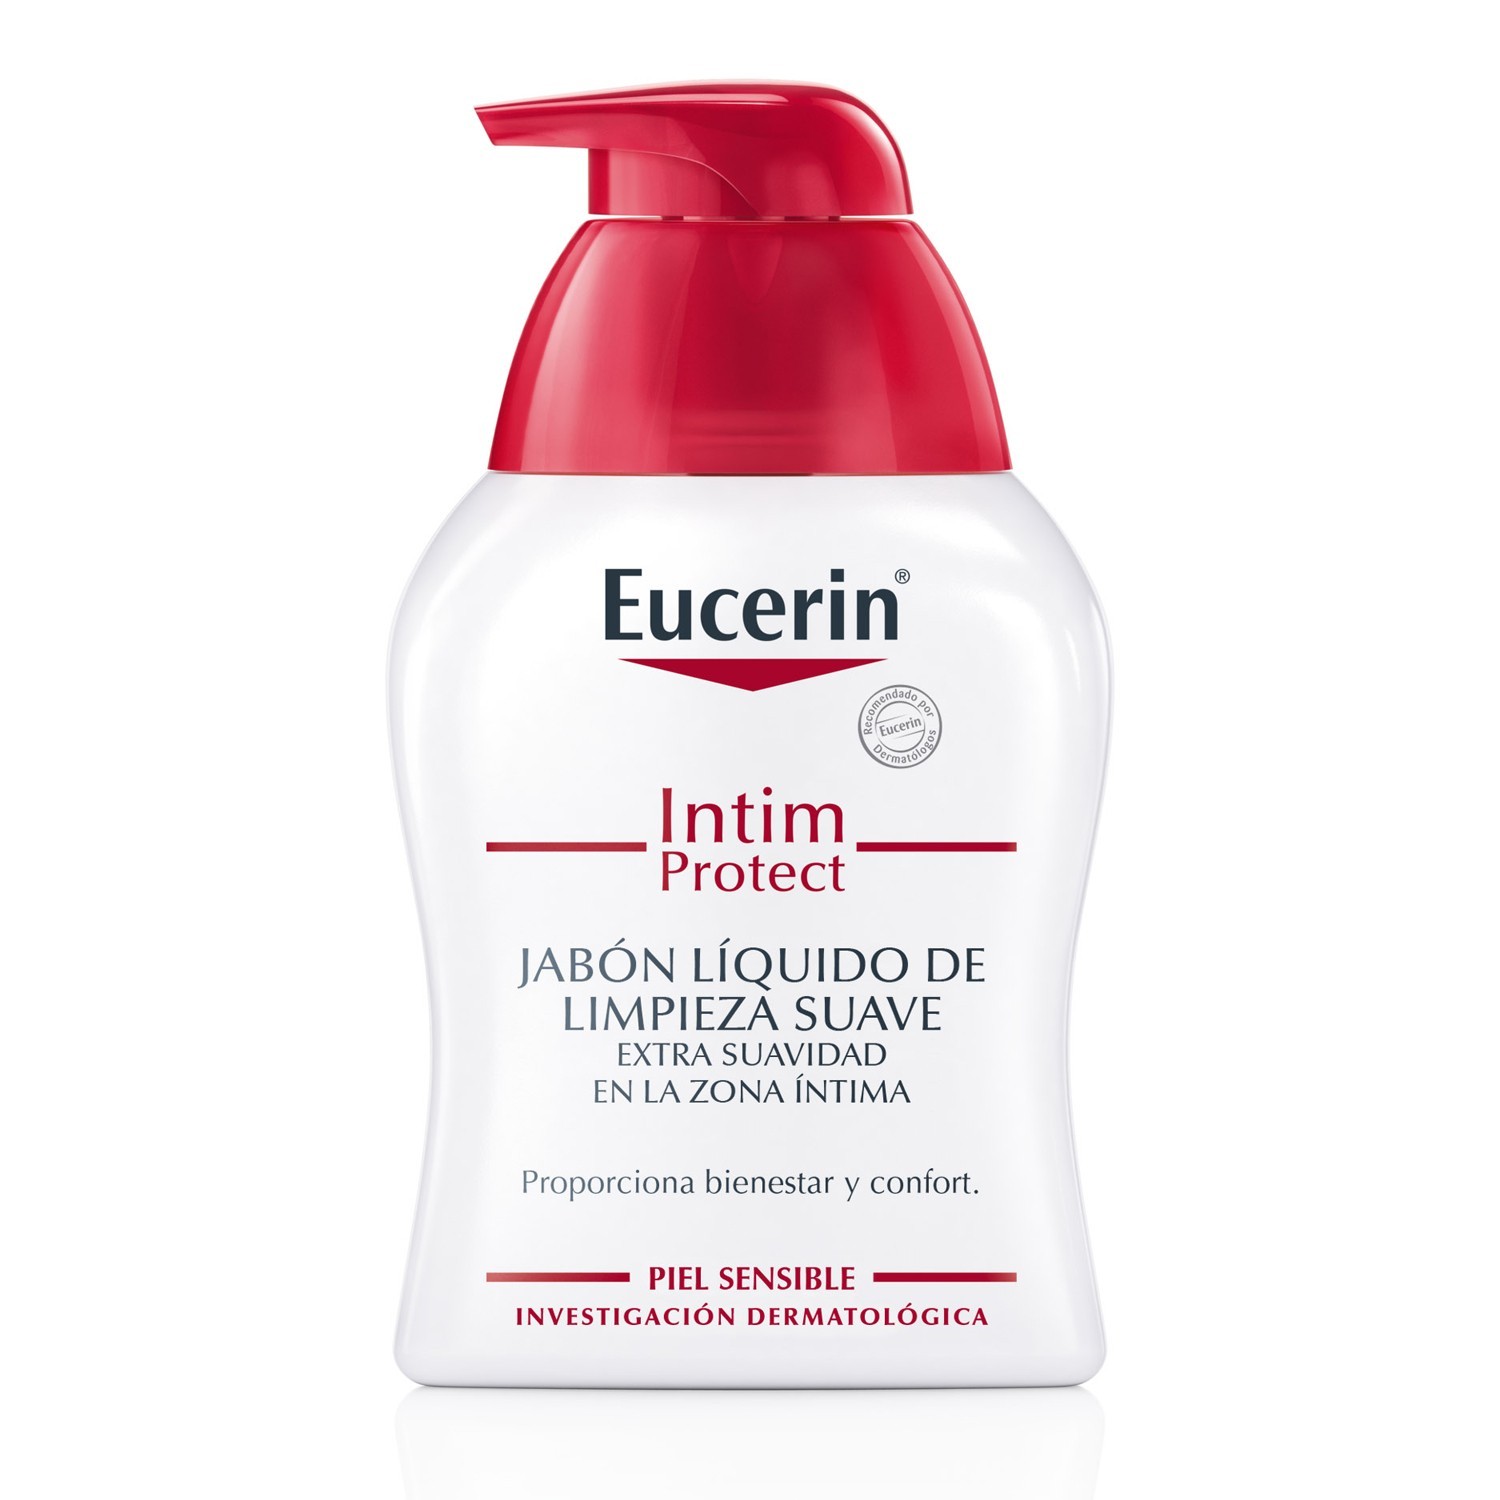 Eucerin®
Recomendado por
Eucerin
Dermatólogos
Intim
Protect
JABÓN LÍQUIDO DE
LIMPIEZA SUAVE
EXTRA SUAVIDAD
EN LA ZONA ÍNTIMA
Proporciona bienestar y confort.
PIEL SENSIBLE
INVESTIGACIÓN DERMATOLÓGICA